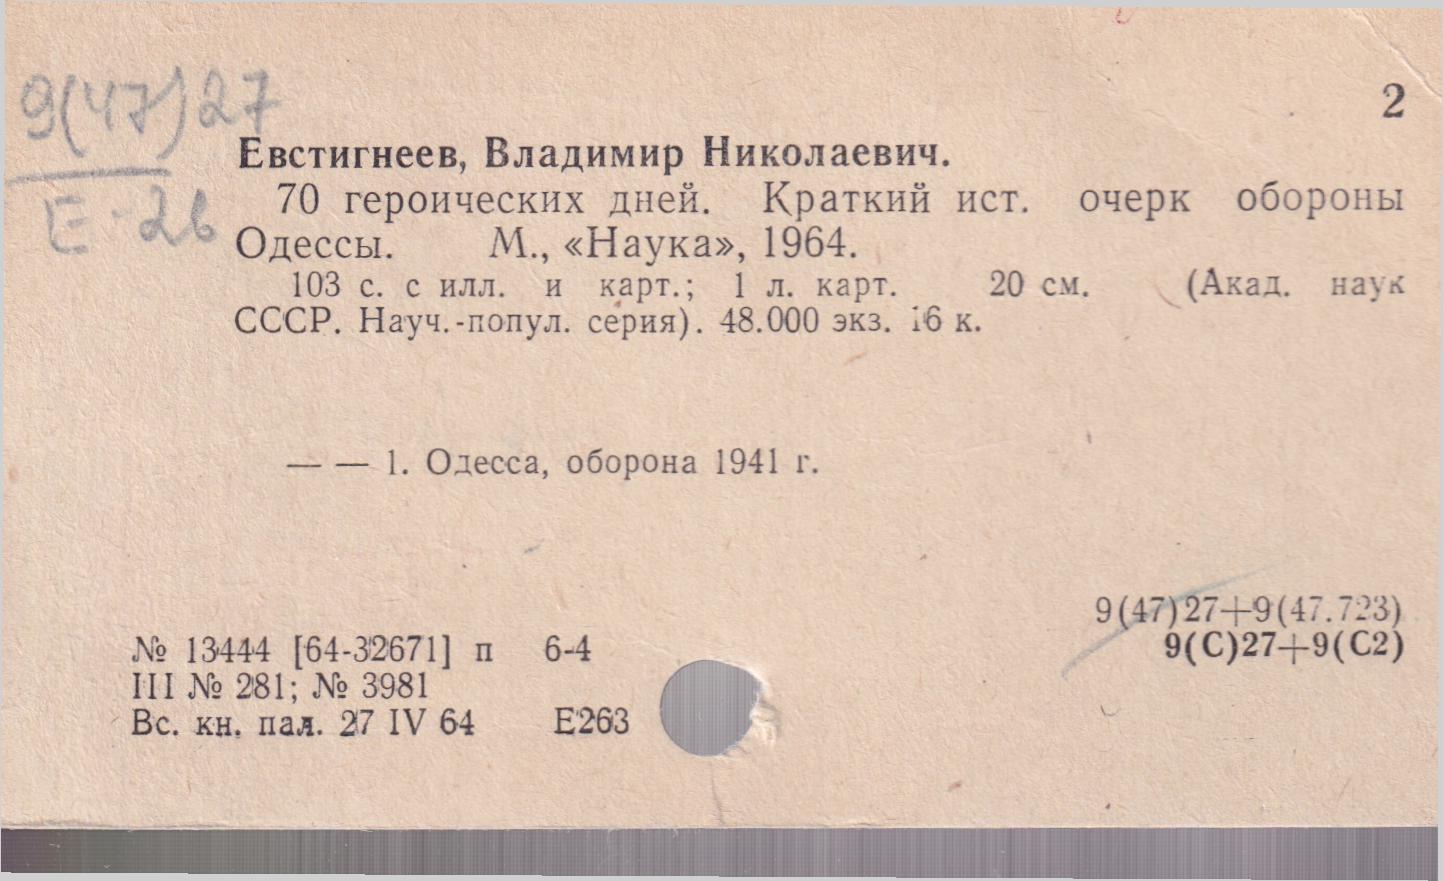 2
9(47)27
Е-26
Евстигнеев, Владимир Николаевич.
70 героических дней. Краткий ист. очерк обороны
Одессы. М., «Наука», 1964.
103 с. с илл. и карт.; 1 л. карт. 20 см. (Акад. наук
СССР. Науч.-попул. серия). 48.000 экз. 16 к.
— — 1. Одесса, оборона 1941 г.
9(47)27+9(47.723)
9(С)27+9(С2)
№ 13444 [64-32671] п 6-4
III № 281; № 3981
Вс. кн. пал. 27 IV 64 Е263